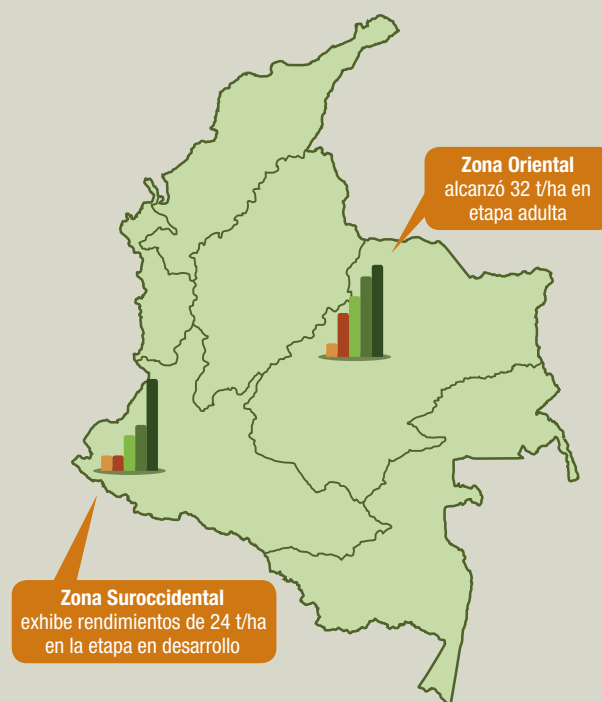 Zona Oriental
alcanzó 32 t/ha en
etapa adulta
Zona Suroccidental
exhibe rendimientos de 24 t/ha
en la etapa en desarrollo